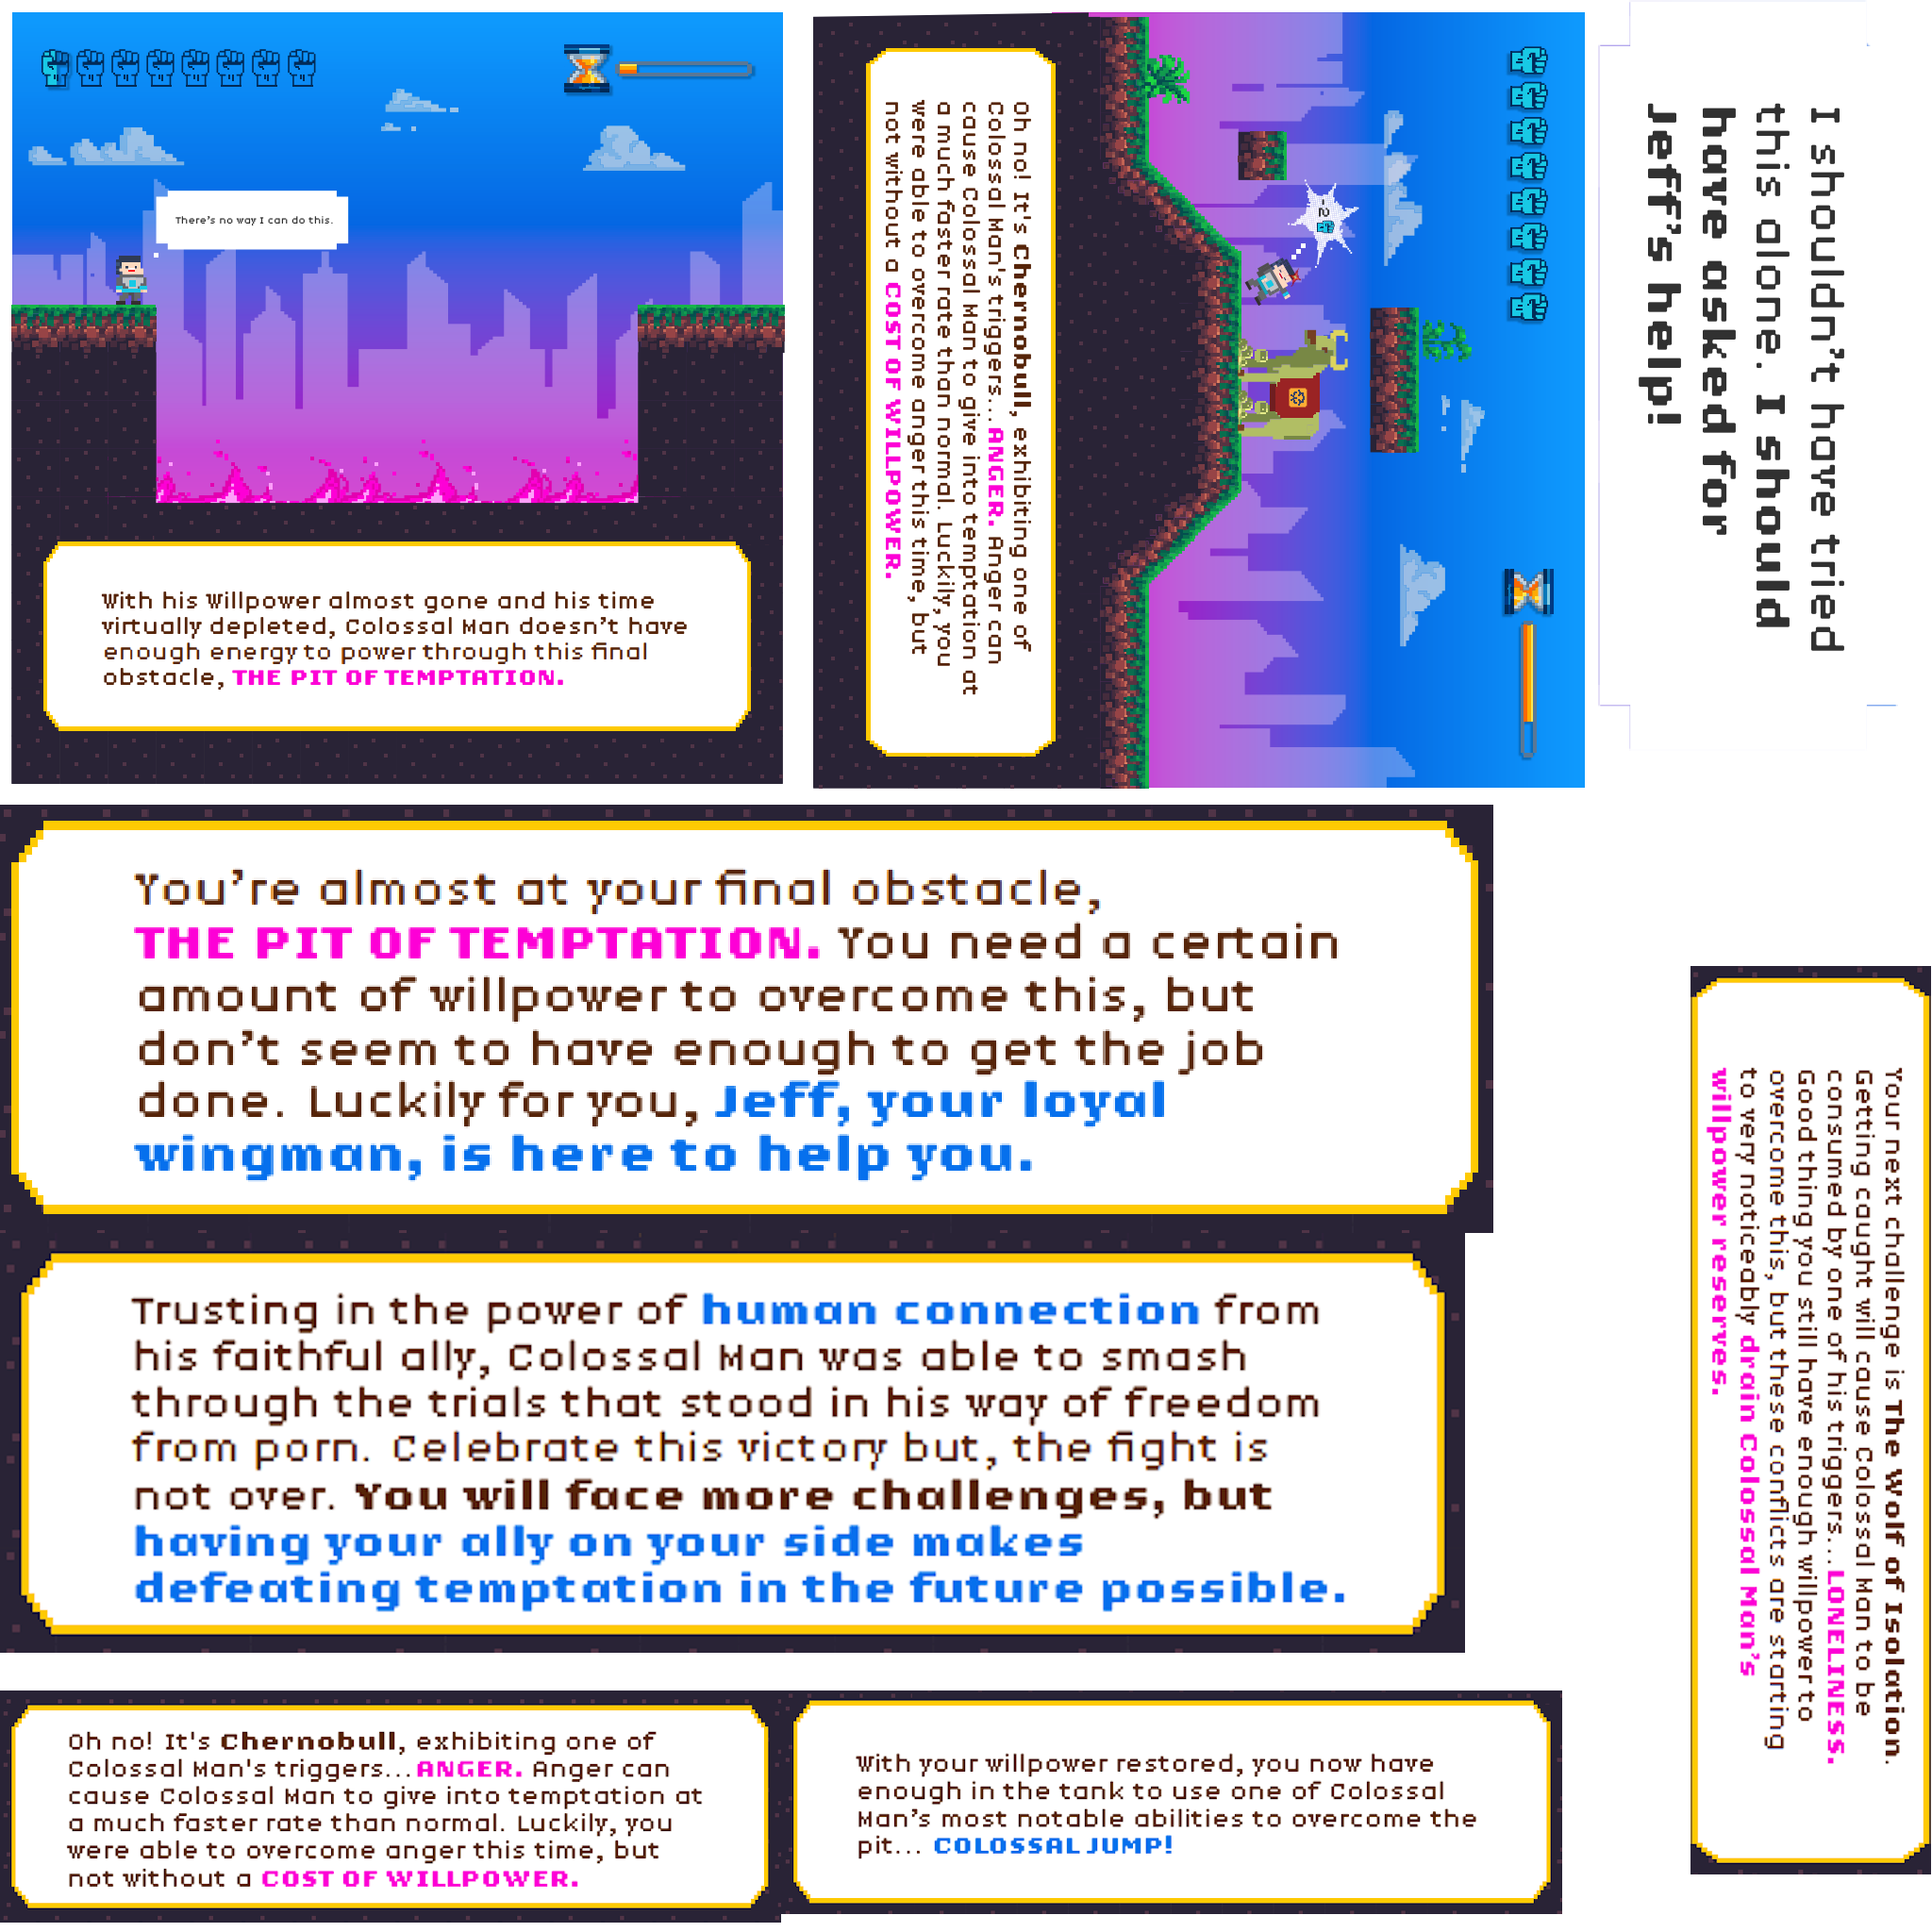 There's no way I can do this.
With his Willpower almost gone and his time
virtually depleted, Colossal Man doesn't have
enough energy to power through this final
obstacle, THE PIT OF TEMPTATION.
Oh no! It's Chernobull, exhibiting one of
Colossal Man's triggers...ANGER. Anger can
cause Colossal Man to give into temptation at
a much faster rate than normal. Luckily, you
were able to overcome anger this time, but
not without a COST OF WILLPOWER.
-2
I shouldn't have tried
this alone. I should
have asked for
Jeff's help!
You're almost at your final obstacle,
THE PIT OF TEMPTATION. You need a certain
amount of willpower to overcome this, but
don't seem to have enough to get the job
done. Luckily for you, Jeff, your loyal
wingman, is here to help you.
Trusting in the power of human connection from
his faithful ally, Colossal Man was able to smash
through the trials that stood in his way of freedom
from porn. Celebrate this victory but, the fight is
not over. You will face more challenges, but
having your ally on your side makes
defeating temptation in the future possible.
Your next challenge is The Wolf of Isolation.
Getting caught will cause Colossal Man to be
consumed by one of his triggers...LONELINESS.
Good thing you still have enough willpower to
overcome this, but these conflicts are starting
to very noticeably drain Colossal Man's
willpower reserves.
Oh no! It's Chernobull, exhibiting one of
Colossal Man's triggers...ANGER. Anger can
cause Colossal Man to give into temptation at
a much faster rate than normal. Luckily, you
were able to overcome anger this time, but
not without a COST OF WILLPOWER.
With your willpower restored, you now have
enough in the tank to use one of Colossal
Man's most notable abilities to overcome the
pit... COLOSSAL JUMP!